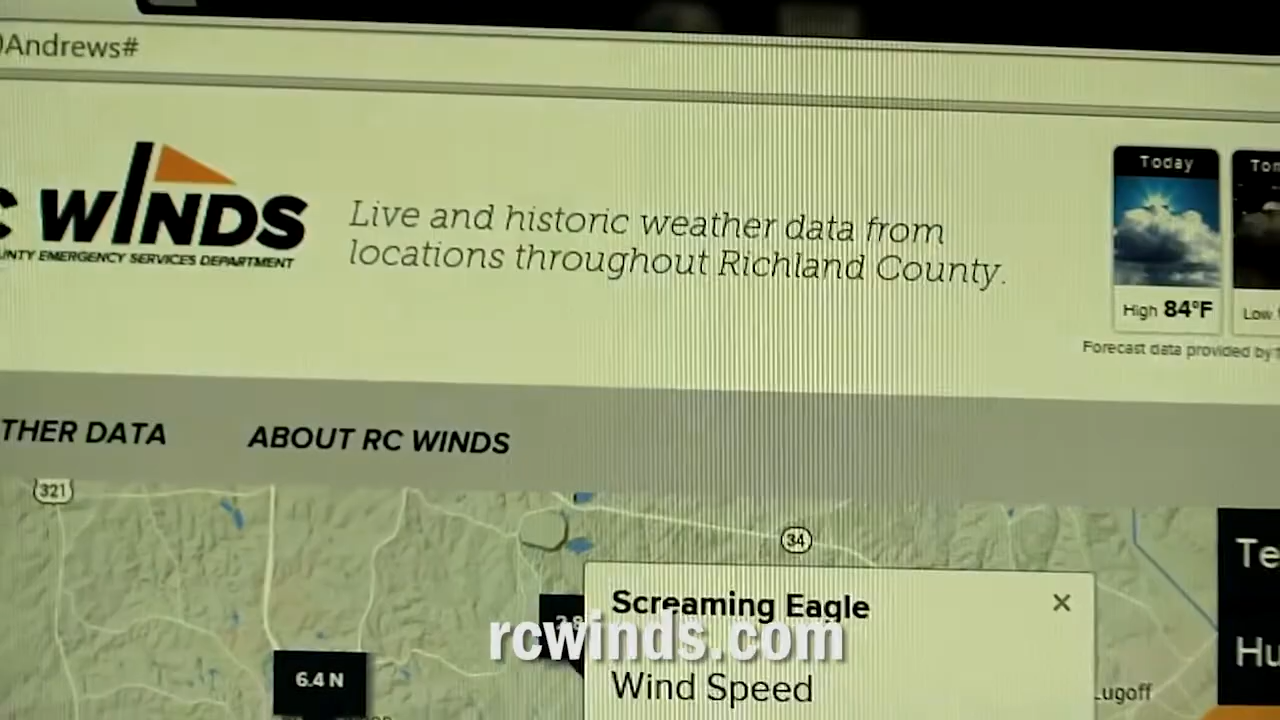 )Andrews#
C WINDS
UNTY EMERGENCY SERVICES DEPARTMENT
Live and historic weather data from
locations throughout Richland County.
Today
High 84°F
Low
Forecast data provided by
THER DATA
ABOUT RC WINDS
321
34
Screaming Eagle
×
rcwinds.com
Wind Speed
6.4 N
Lugoff